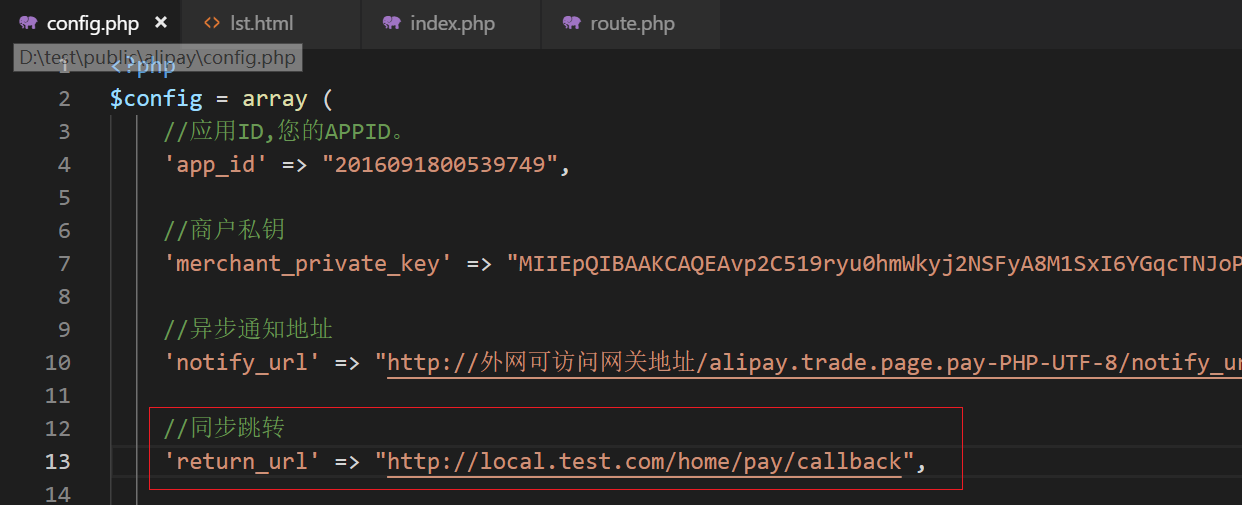 config.php × lst.html index.php route.php
D:\test\public\alipay\config.php
1 <?php
2 $config = array (
3 //应用ID,您的APPID。
4 'app_id' => "2016091800539749",
5
6 //商户私钥
7 'merchant_private_key' => "MIIEpQIBAAKCAQEAvp2C519ryu0hmWkyj2NSFyA8M1SxI6YGqcTNJoP
8
9 //异步通知地址
10 'notify_url' => "http://外网可访问网关地址/alipay.trade.page.pay-PHP-UTF-8/notify_ur
11
12 //同步跳转
13 'return_url' => "http://local.test.com/home/pay/callback",
14